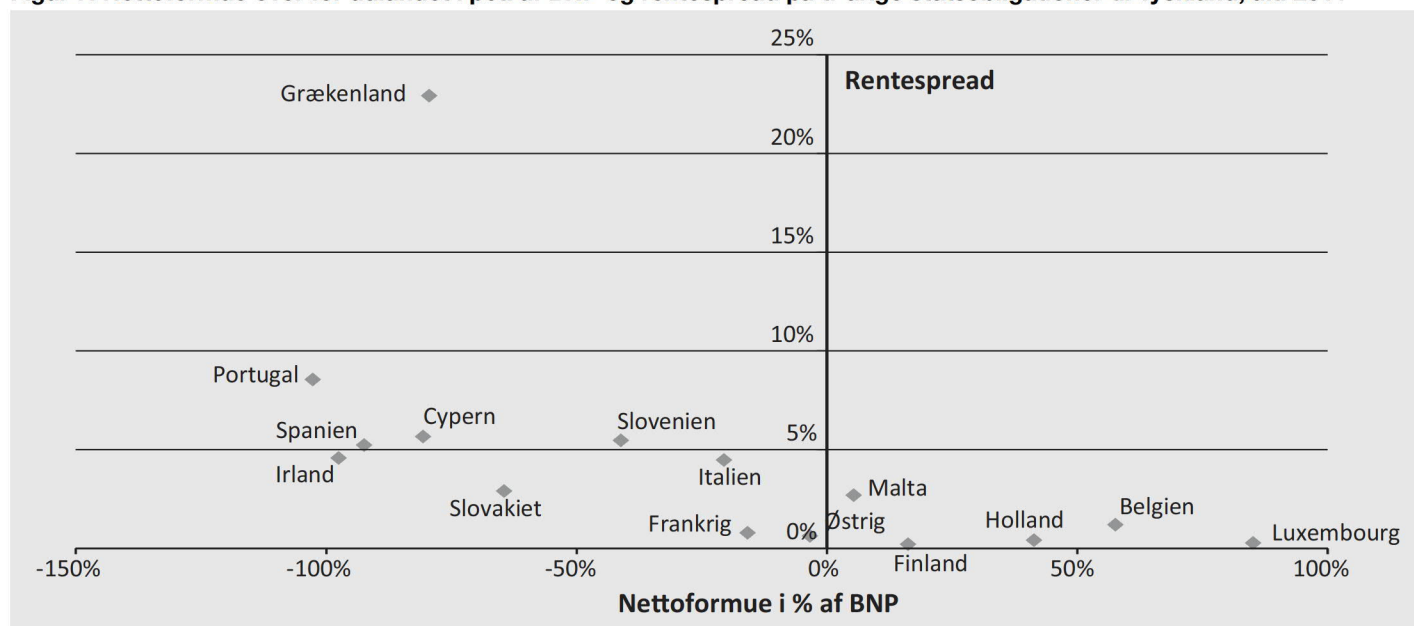 25%
Rentespread
Grækenland
20%
15%
10%
Portugal
Cypern
Slovenien
Spanien
5%
Irland
Italien
Malta
Slovakiet
Belgien
Frankrig
0%
Østrig
Holland
Luxembourg
Finland
-150%
-100%
-50%
0%
50%
100%
Nettoformue i % af BNP